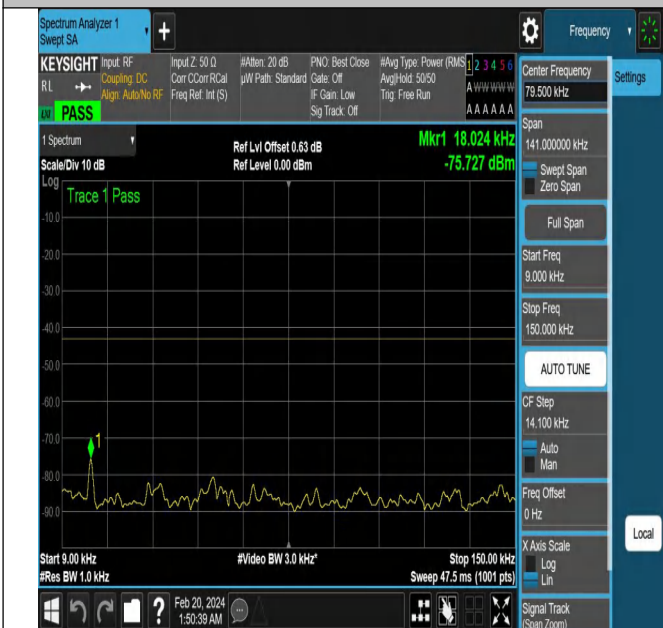 Spectrum Analyzer 1
Swept SA
+
Frequency
KEYSIGHT
RL
LXI
PASS
Input: RF
Coupling: DC
Align: Auto/No RF
Input Z: 50 Ω
Corr CCorr RCal
Freq Ref: Int (S)
#Atten: 20 dB
µW Path: Standard
PNO: Best Close
Gate: Off
IF Gain: Low
Sig Track: Off
#Avg Type: Power (RMS
Avg|Hold: 50/50
Trig: Free Run
1 2 3 4 5 6
A W W W W W
A A A A A A
1 Spectrum
Scale/Div 10 dB
Log
Ref Lvl Offset 0.63 dB
Ref Level 0.00 dBm
Mkr1 18.024 kHz
-75.727 dBm
Trace 1 Pass
-10.0
-20.0
-30.0
-40.0
-50.0
-60.0
-70.0
-80.0
-90.0
1
Start 9.00 kHz
#Res BW 1.0 kHz
#Video BW 3.0 kHz*
Stop 150.00 kHz
Sweep 47.5 ms (1001 pts)
?
Feb 20, 2024
1:50:39 AM
Center Frequency
79.500 kHz
Span
141.000000 kHz
Swept Span
Zero Span
Full Span
Start Freq
9.000 kHz
Stop Freq
150.000 kHz
AUTO TUNE
CF Step
14.100 kHz
Auto
Man
Freq Offset
0 Hz
X Axis Scale
Log
Lin
Signal Track
(Span Zoom)
Settings
Local